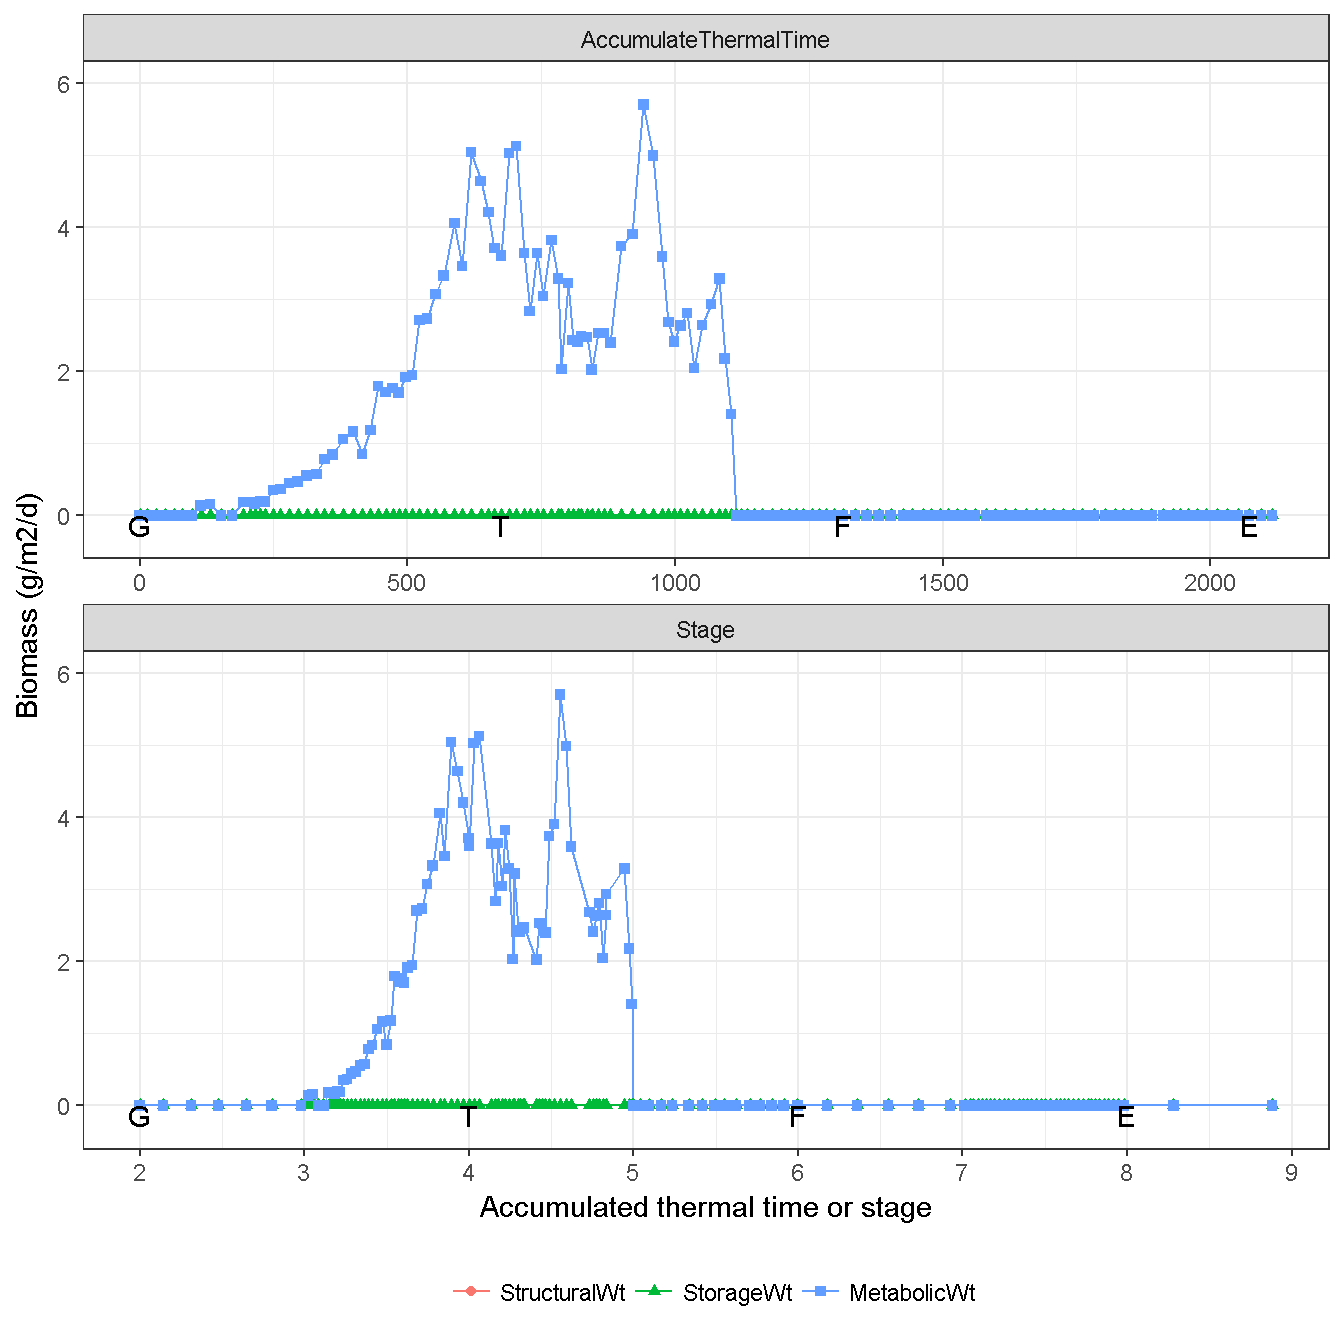 AccumulateThermalTime
6
4
2
0
G T F E
0 500 1000 1500 2000
Biomass (g/m2/d)
Stage
6
4
2
0
G T F E
2 3 4 5 6 7 8 9
Accumulated thermal time or stage
StructuralWt StorageWt MetabolicWt